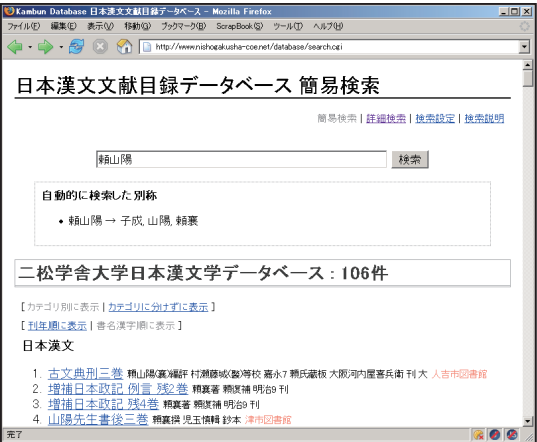 Kambun Database 日本漢文文献目録データベース - Mozilla Firefox
ファイル(F) 編集(E) 表示(V) 移動(G) ブックマーク(B) ScrapBook(S) ツール(T) ヘルプ(H)
http://www.nishogakusha-coe.net/database/search.cgi
日本漢文文献目録データベース 簡易検索
簡易検索 | 詳細検索 | 検索設定 | 検索説明
頼山陽 検索
自動的に検索した別称
• 頼山陽 → 子成, 山陽, 頼襄
二松学舎大学日本漢文学データベース : 106件
[ カテゴリ別に表示 | カテゴリに分けずに表示 ]
[ 刊年順に表示 | 書名漢字順に表示 ]
日本漢文
1. 古文典刑三巻 頼山陽(襄)編評 村瀬藤城(褧)等校 嘉永7 頼氏蔵板 大阪河内屋喜兵衛 刊 大 人吉市図書館
2. 増補日本政記 例言 残2巻 頼襄著 頼復補 明治9 刊
3. 増補日本政記 残4巻 頼襄著 頼復補 明治9 刊
4. 山陽先生書後三巻 頼襄撰 児玉慎輯 鈔本 津市図書館
完了